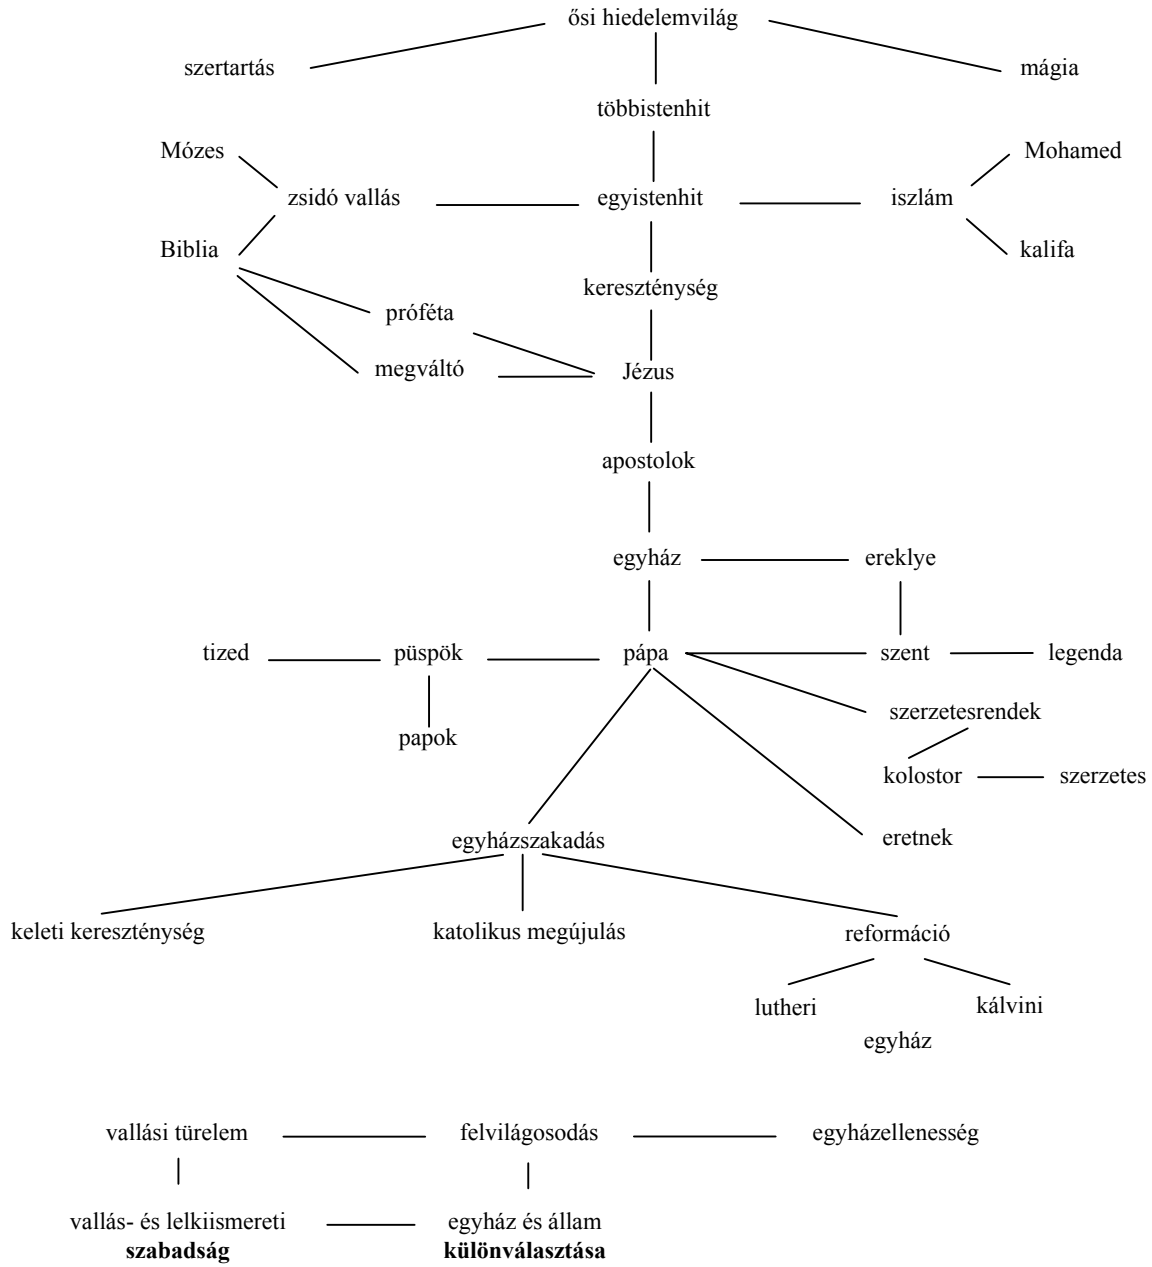 ősi hiedelemvilág
szertartás
mágia
többistenhit
Mózes
Mohamed
zsidó vallás
egyistenhit
iszlám
Biblia
kalifa
kereszténység
próféta
megváltó
Jézus
apostolok
egyház
ereklye
tized
püspök
pápa
szent
legenda
szerzetesrendek
papok
kolostor
szerzetes
egyházszakadás
eretnek
keleti kereszténység
katolikus megújulás
reformáció
lutheri
kálvini
egyház
vallási türelem
felvilágosodás
egyházellenesség
vallás- és lelkiismereti
szabadság
egyház és állam
különválasztása